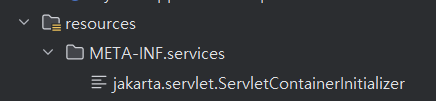 resources
META-INF.services
jakarta.servlet.ServletContainerInitializer